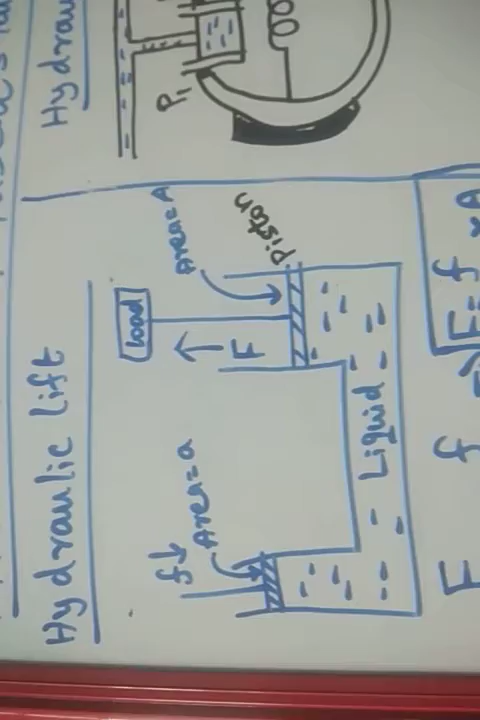 Hydraulic lift
Hydrau
P1
f↓
Area=a
Load
F
Area=A
Piston
Liquid
F f
F=f×A